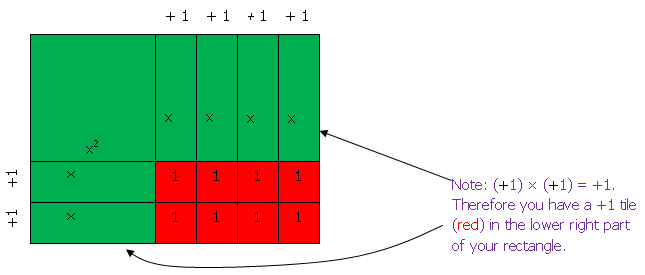 + 1 + 1 + 1 + 1
x x x x
x²
+1 x 1 1 1 1
+1 x 1 1 1 1
Note: (+1) × (+1) = +1.
Therefore you have a +1 tile
(red) in the lower right part
of your rectangle.